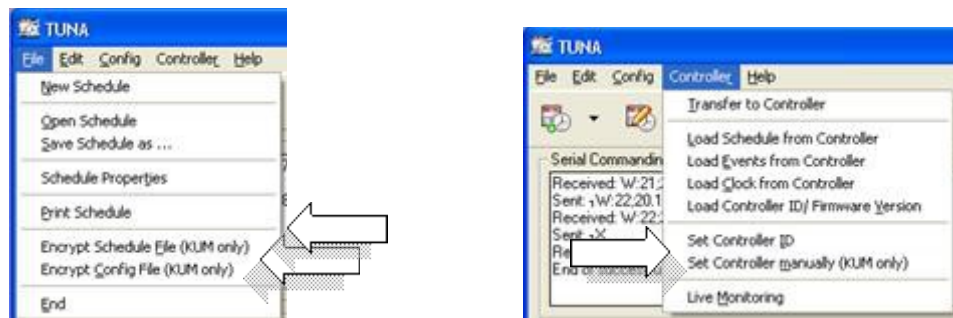 TUNA
File Edit Config Controller Help
New Schedule
Open Schedule
Save Schedule as ...
Schedule Properties
Print Schedule
Encrypt Schedule File (KUM only)
Encrypt Config File (KUM only)
End
TUNA
File Edit Config Controller Help
Transfer to Controller
Load Schedule from Controller
Load Events from Controller
Load Clock from Controller
Load Controller ID/ Firmware Version
Set Controller ID
Set Controller manually (KUM only)
Live Monitoring
Serial Commandin
Received: W:21;
Sent: W:22;20.1
Received: W:22;
Sent: X
End of